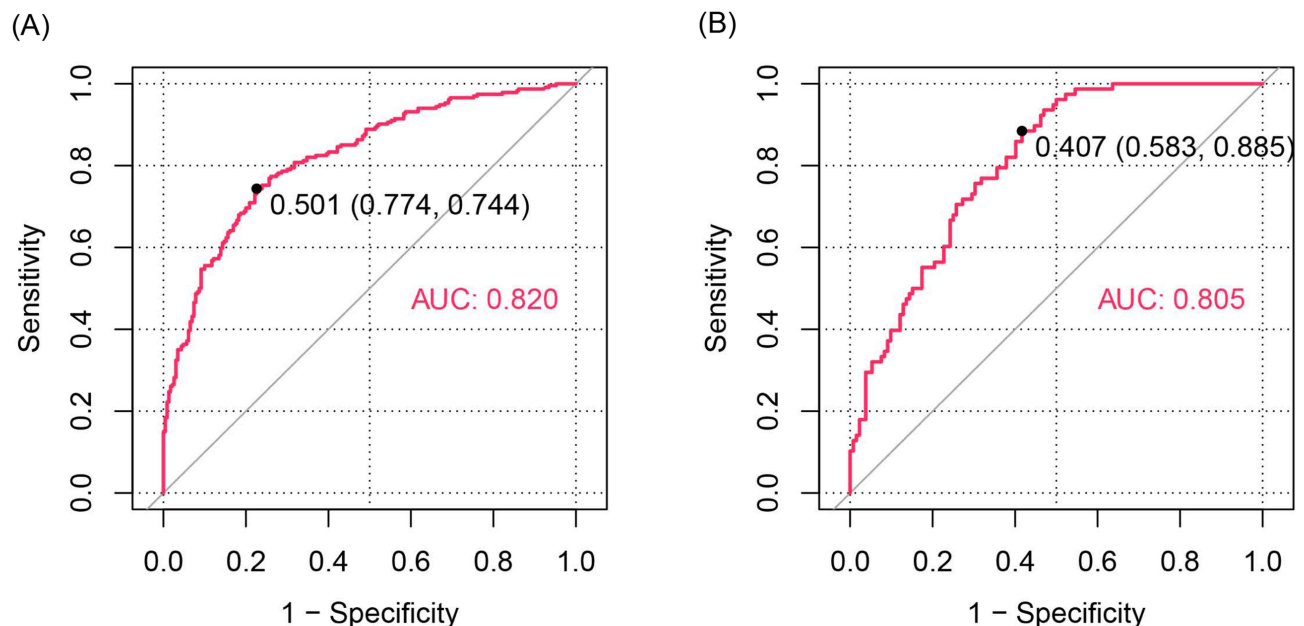 (A)
1.0
0.8
0.6
0.4
0.2
0.0
Sensitivity
0.501 (0.774, 0.744)
AUC: 0.820
0.0 0.2 0.4 0.6 0.8 1.0
1 − Specificity
(B)
1.0
0.8
0.6
0.4
0.2
0.0
Sensitivity
0.407 (0.583, 0.885)
AUC: 0.805
0.0 0.2 0.4 0.6 0.8 1.0
1 − Specificity